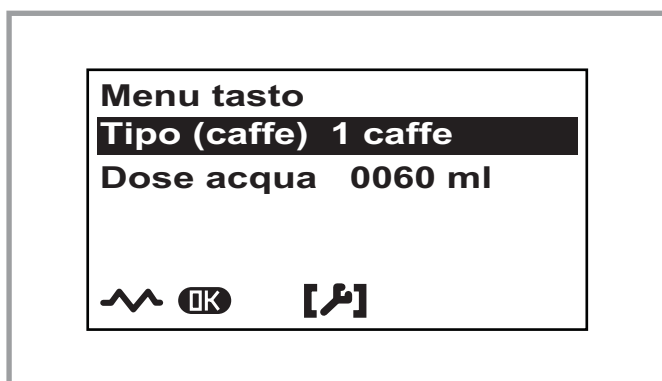 Menu tasto
Tipo (caffe) 1 caffe
Dose acqua 0060 ml
OK